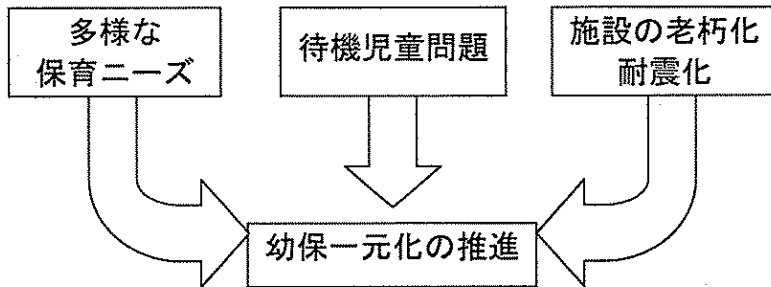 多様な
保育ニーズ
待機児童問題
施設の老朽化
耐震化
幼保一元化の推進